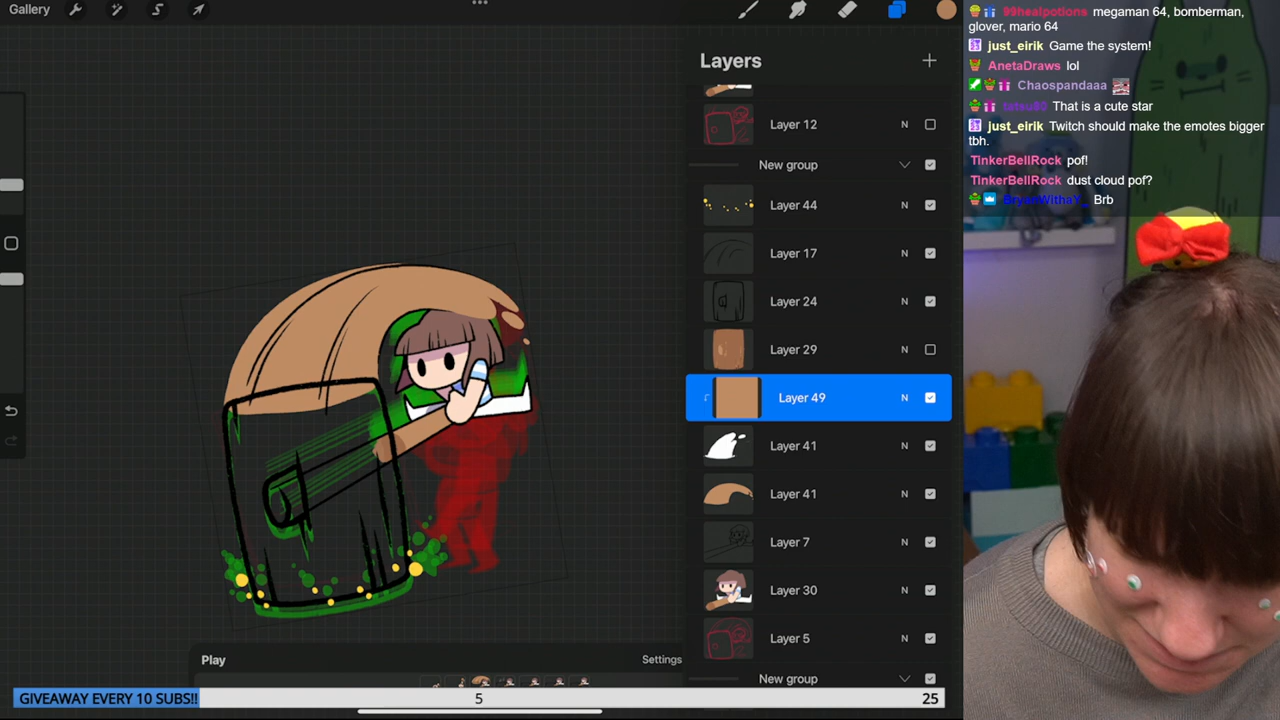 Gallery
Layers
Layer 12 N
New group
Layer 44 N
Layer 17 N
Layer 24 N
Layer 29 N
Layer 49 N
Layer 41 N
Layer 41 N
Layer 7 N
Layer 30 N
Layer 5 N
New group
Play Settings
GIVEAWAY EVERY 10 SUBS!! 5 25
99healpotions megaman 64, bomberman,
glover, mario 64
just_eirik Game the system!
AnetaDraws lol
Chaospandaaa
tatsu80 That is a cute star
just_eirik Twitch should make the emotes bigger
tbh.
TinkerBellRock pof!
TinkerBellRock dust cloud pof?
BryanWithaY_ Brb